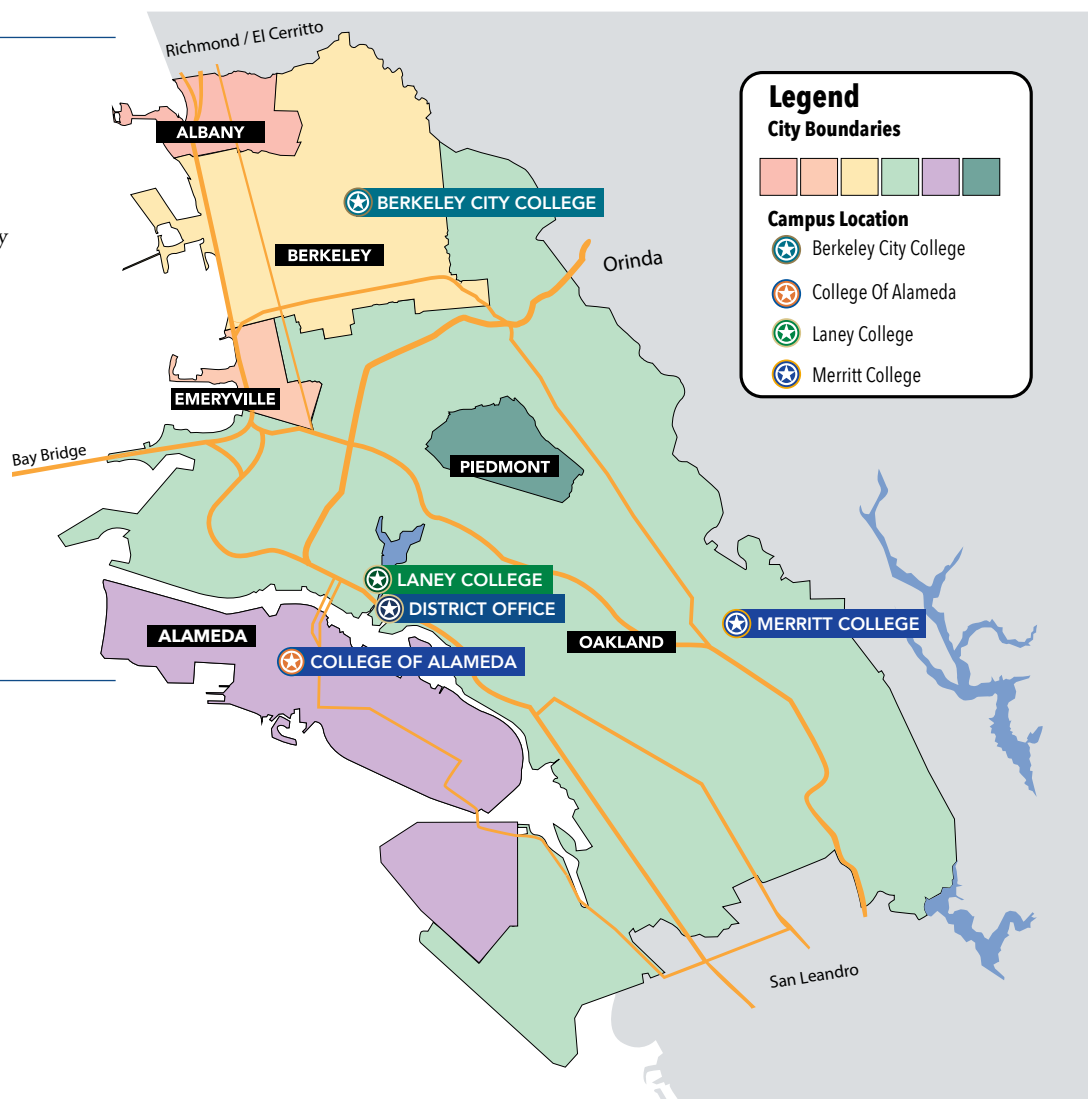 Richmond / El Cerritto
ALBANY
BERKELEY CITY COLLEGE
BERKELEY
Orinda
EMERYVILLE
Bay Bridge
PIEDMONT
LANEY COLLEGE
DISTRICT OFFICE
ALAMEDA
OAKLAND
MERRITT COLLEGE
COLLEGE OF ALAMEDA
San Leandro
Legend
City Boundaries
Campus Location
Berkeley City College
College Of Alameda
Laney College
Merritt College